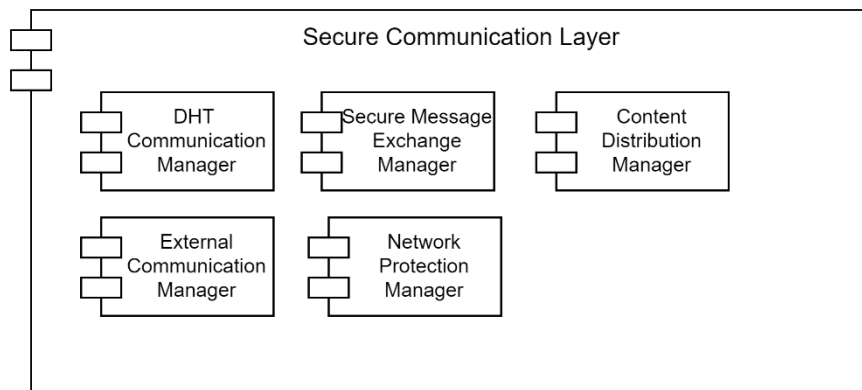 Secure Communication Layer
DHT
Communication
Manager
Secure Message
Exchange
Manager
Content
Distribution
Manager
External
Communication
Manager
Network
Protection
Manager